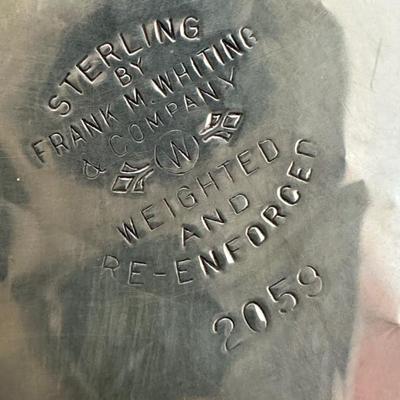 STERLING
BY
FRANK M. WHITING
& COMPANY
W
WEIGHTED
AND
RE-ENFORCED
2059